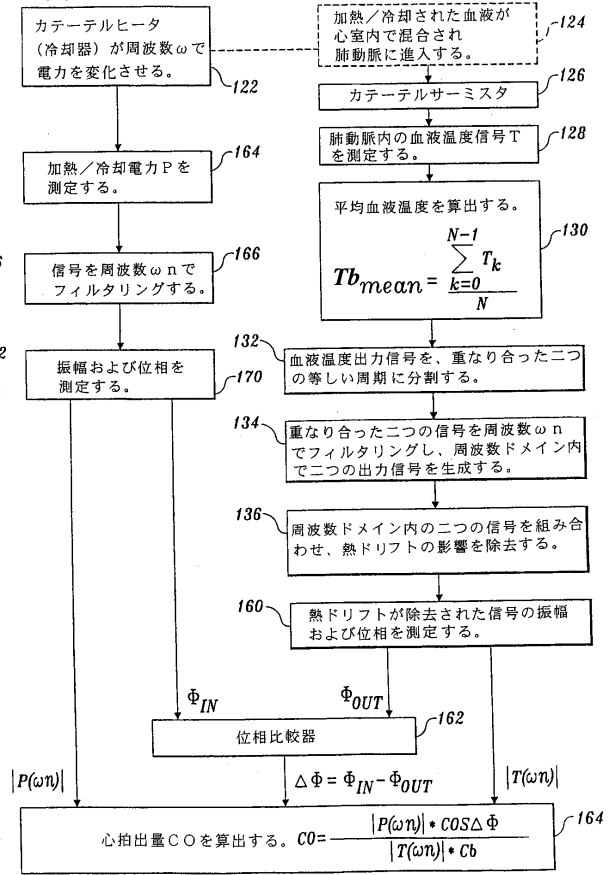 カテーテルヒータ
（冷却器）が周波数ωで
電力を変化させる。
122
加熱／冷却された血液が
心室内で混合され
肺動脈に進入する。
124
カテーテルサーミスタ
126
肺動脈内の血液温度信号T
を測定する。
128
加熱／冷却電力Pを
測定する。
164
平均血液温度を算出する。
Tb mean = N-1 ∑ k=0 Tk / N
130
信号を周波数ωnで
フィルタリングする。
166
血液温度出力信号を、重なり合った二つ
の等しい周期に分割する。
132
振幅および位相を
測定する。
170
重なり合った二つの信号を周波数ωn
でフィルタリングし、周波数ドメイン内
で二つの出力信号を生成する。
134
周波数ドメイン内の二つの信号を組み合
わせ、熱ドリフトの影響を除去する。
136
熱ドリフトが除去された信号の振幅
および位相を測定する。
160
ΦIN
ΦOUT
位相比較器
162
|P(ωn)|
ΔΦ=ΦIN-ΦOUT
|T(ωn)|
心拍出量COを算出する。CO= |P(ωn)|*COSΔΦ / |T(ωn)|*Cb
164